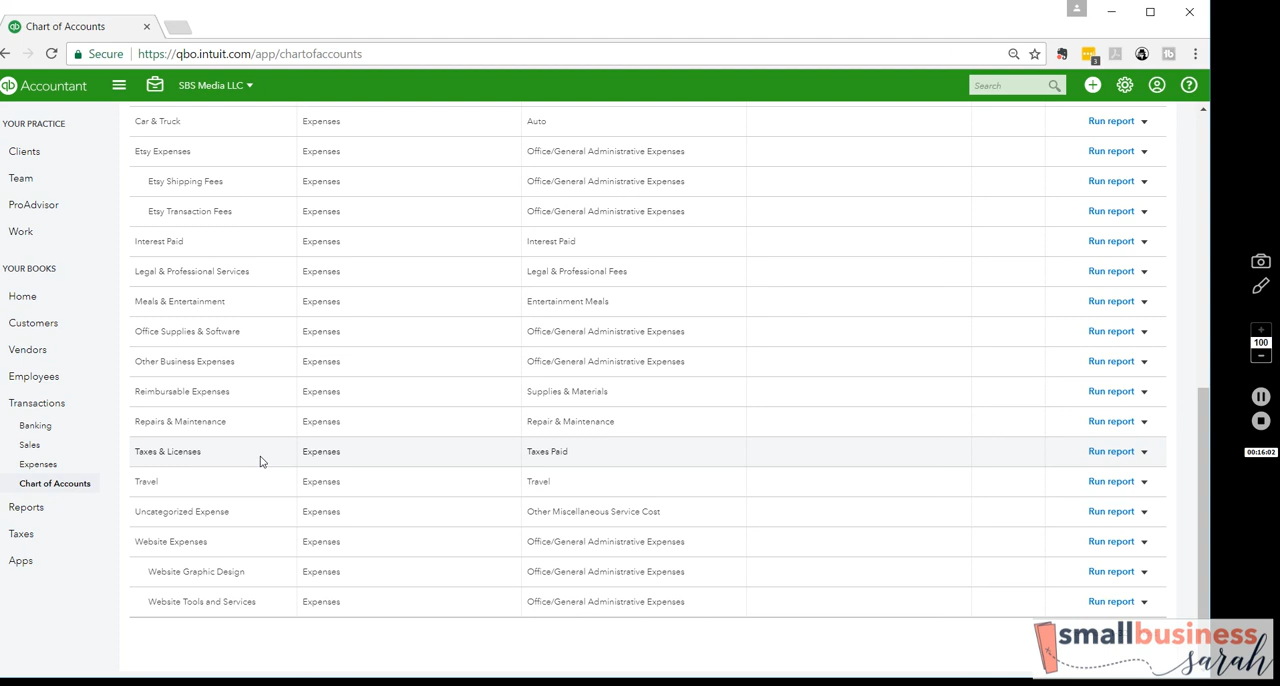 Chart of Accounts
Secure https://qbo.intuit.com/app/chartofaccounts
3
qb Accountant SBS Media LLC Search
YOUR PRACTICE
Clients
Team
ProAdvisor
Work
YOUR BOOKS
Home
Customers
Vendors
Employees
Transactions
Banking
Sales
Expenses
Chart of Accounts
Reports
Taxes
Apps
Car & Truck Expenses Auto Run report
Etsy Expenses Expenses Office/General Administrative Expenses Run report
Etsy Shipping Fees Expenses Office/General Administrative Expenses Run report
Etsy Transaction Fees Expenses Office/General Administrative Expenses Run report
Interest Paid Expenses Interest Paid Run report
Legal & Professional Services Expenses Legal & Professional Fees Run report
Meals & Entertainment Expenses Entertainment Meals Run report
Office Supplies & Software Expenses Office/General Administrative Expenses Run report
Other Business Expenses Expenses Office/General Administrative Expenses Run report
Reimbursable Expenses Expenses Supplies & Materials Run report
Repairs & Maintenance Expenses Repair & Maintenance Run report
Taxes & Licenses Expenses Taxes Paid Run report
Travel Expenses Travel Run report
Uncategorized Expense Expenses Other Miscellaneous Service Cost Run report
Website Expenses Expenses Office/General Administrative Expenses Run report
Website Graphic Design Expenses Office/General Administrative Expenses Run report
Website Tools and Services Expenses Office/General Administrative Expenses Run report
100
00:16:02
smallbusiness
sarah